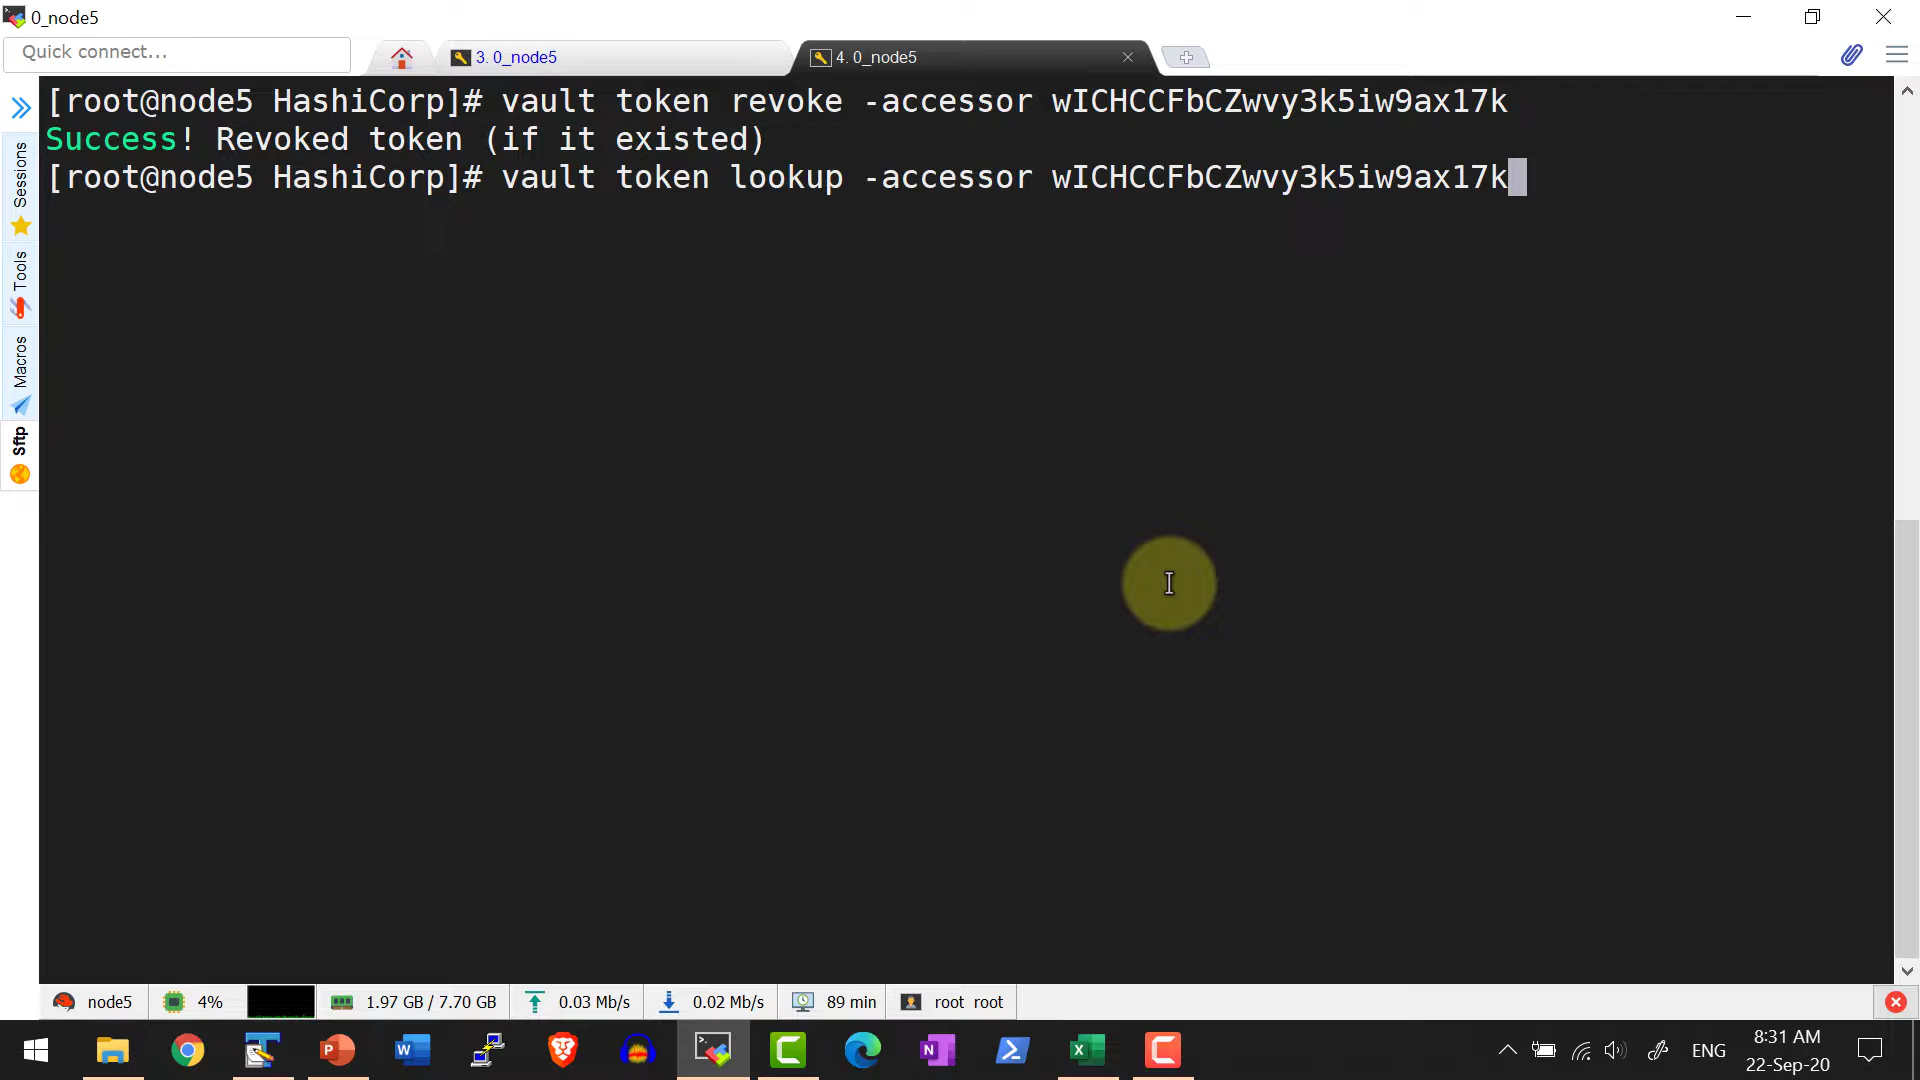 0_node5
Quick connect...
3. 0_node5
4. 0_node5
[root@node5 HashiCorp]# vault token revoke -accessor wICHCCFbCZwvy3k5iw9ax17k
Success! Revoked token (if it existed)
[root@node5 HashiCorp]# vault token lookup -accessor wICHCCFbCZwvy3k5iw9ax17k
Sessions
Tools
Macros
Sftp
node5
4%
1.97 GB / 7.70 GB
0.03 Mb/s
0.02 Mb/s
89 min
root root
ENG
8:31 AM
22-Sep-20